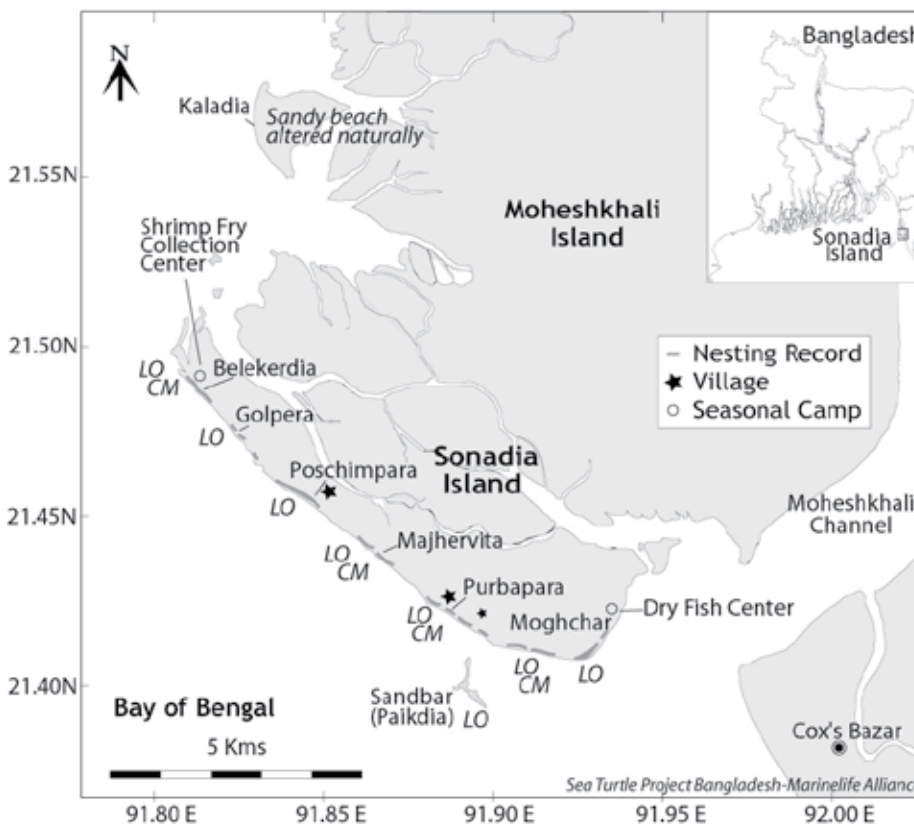 Bangladesh
N
Kaladia
Sandy beach
altered naturally
21.55N
Moheshkhali
Island
Shrimp Fry
Collection
Center
Sonadia
Island
21.50N
Nesting Record
Village
Seasonal Camp
LO
CM
Belekerdia
Golpera
LO
Poschimpara
Sonadia
Island
21.45N
LO
Moheshkhali
Channel
Majhervita
LO
CM
Purbapara
LO
CM
Moghchar
Dry Fish Center
LO
CM
LO
21.40N
Sandbar
(Paikdia)
LO
Bay of Bengal
5 Kms
Cox's Bazar
Sea Turtle Project Bangladesh-Marinelife Alliance
91.80 E
91.85 E
91.90 E
91.95 E
92.00 E